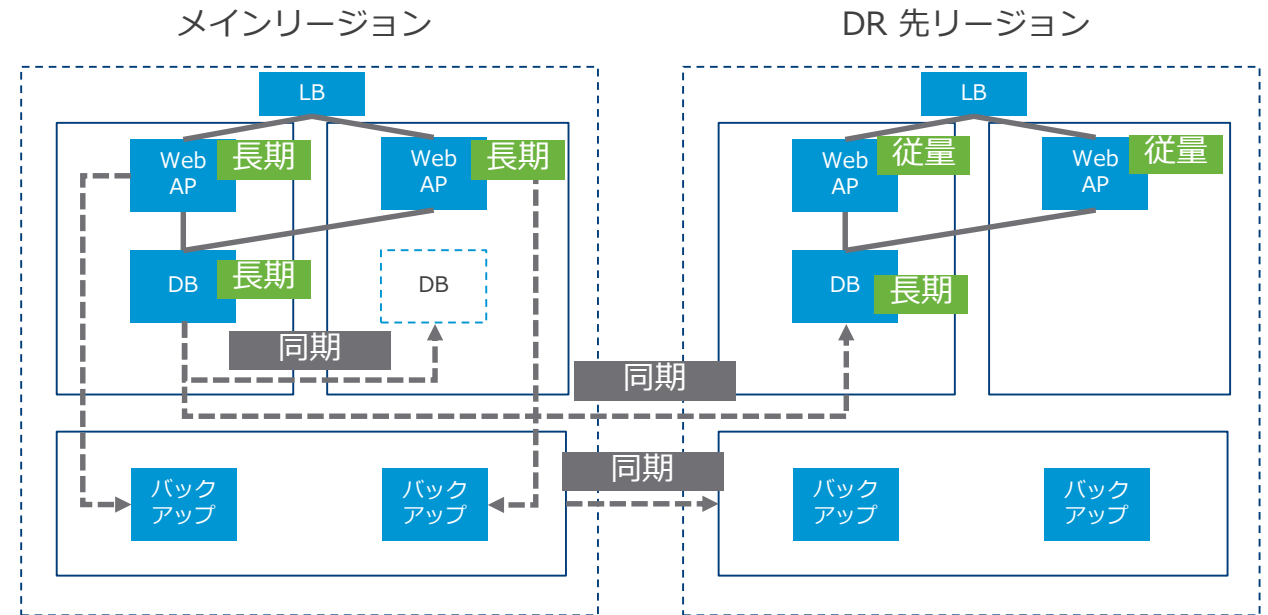 メインリージョン
DR 先リージョン
LB
Web
AP
長期
Web
AP
長期
DB
長期
DB
同期
同期
バック
アップ
バック
アップ
同期
LB
Web
AP
従量
Web
AP
従量
DB
長期
バック
アップ
バック
アップ